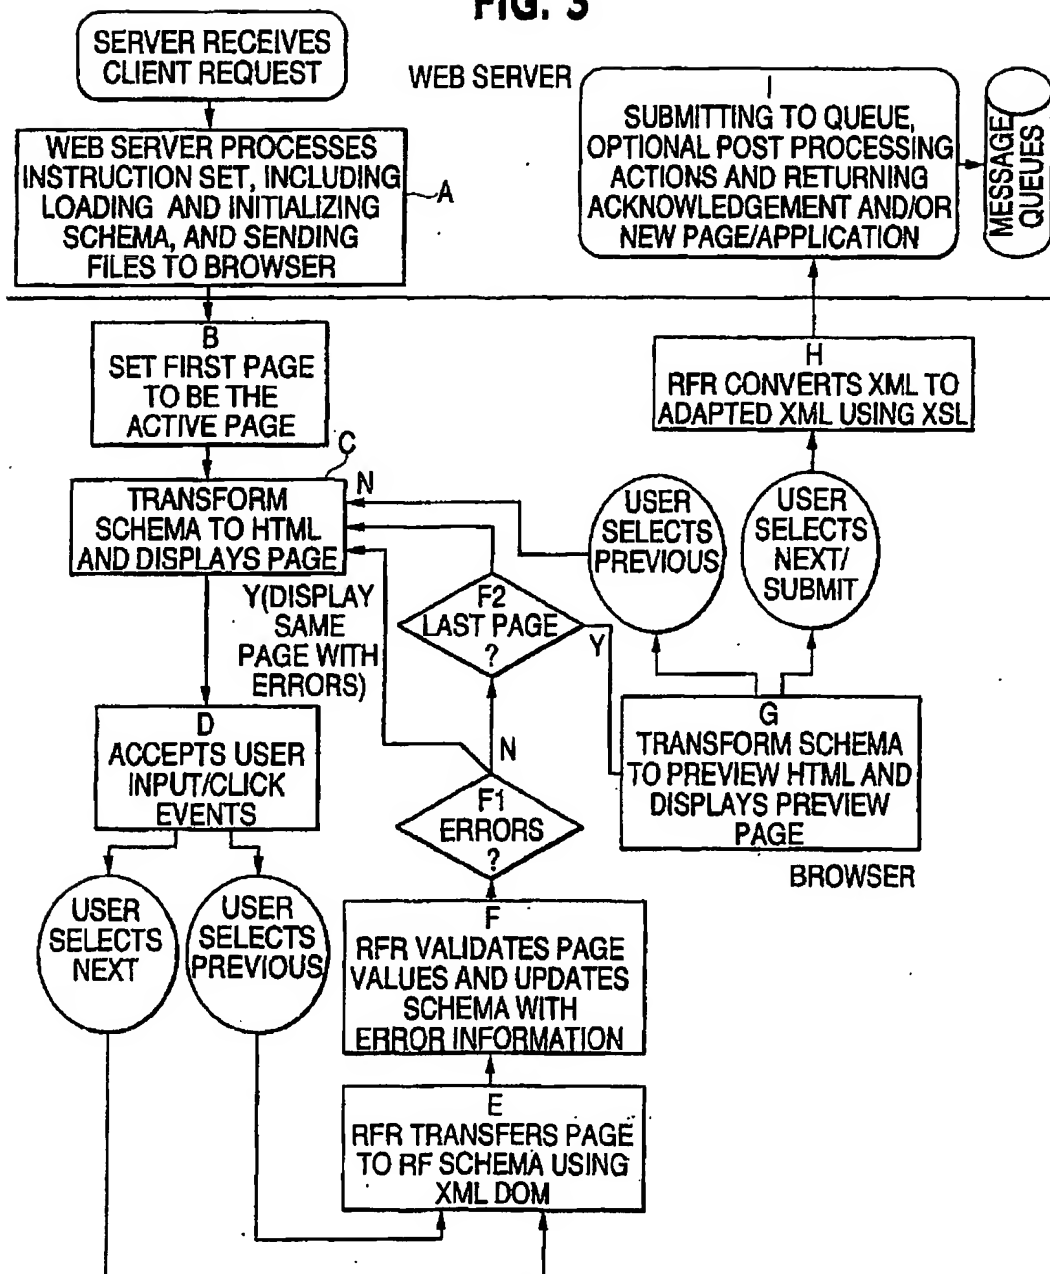 FIG. 3
SERVER RECEIVES
CLIENT REQUEST
WEB SERVER
WEB SERVER PROCESSES
INSTRUCTION SET, INCLUDING
LOADING AND INITIALIZING
SCHEMA, AND SENDING
FILES TO BROWSER
A
I
SUBMITTING TO QUEUE,
OPTIONAL POST PROCESSING
ACTIONS AND RETURNING
ACKNOWLEDGEMENT AND/OR
NEW PAGE/APPLICATION
MESSAGE
QUEUES
B
SET FIRST PAGE
TO BE THE
ACTIVE PAGE
H
RFR CONVERTS XML TO
ADAPTED XML USING XSL
C
TRANSFORM
SCHEMA TO HTML
AND DISPLAYS PAGE
N
USER
SELECTS
PREVIOUS
USER
SELECTS
NEXT/
SUBMIT
Y(DISPLAY
SAME
PAGE WITH
ERRORS)
F2
LAST PAGE
?
Y
G
TRANSFORM SCHEMA
TO PREVIEW HTML AND
DISPLAYS PREVIEW
PAGE
BROWSER
D
ACCEPTS USER
INPUT/CLICK
EVENTS
N
F1
ERRORS
?
USER
SELECTS
NEXT
USER
SELECTS
PREVIOUS
F
RFR VALIDATES PAGE
VALUES AND UPDATES
SCHEMA WITH
ERROR INFORMATION
E
RFR TRANSFERS PAGE
TO RF SCHEMA USING
XML DOM